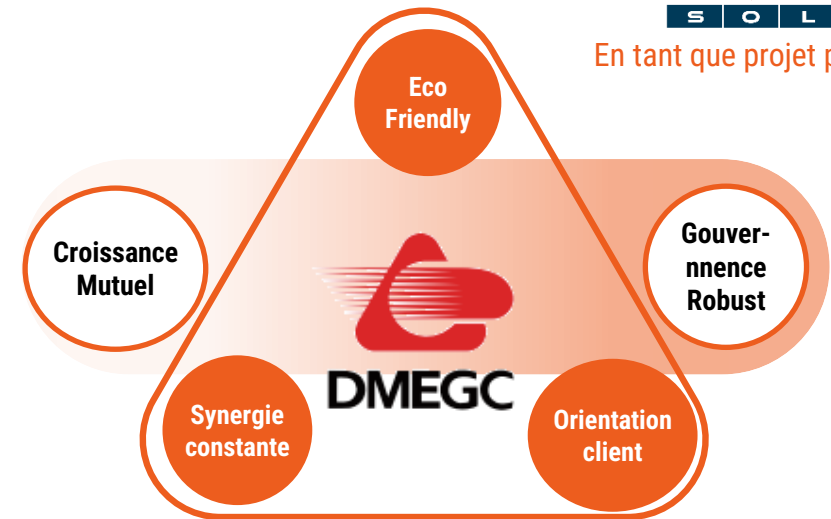 S O L
En tant que projet p
Eco
Friendly
Croissance
Mutuel
Gouver-
nnence
Robust
DMEGC
Synergie
constante
Orientation
client